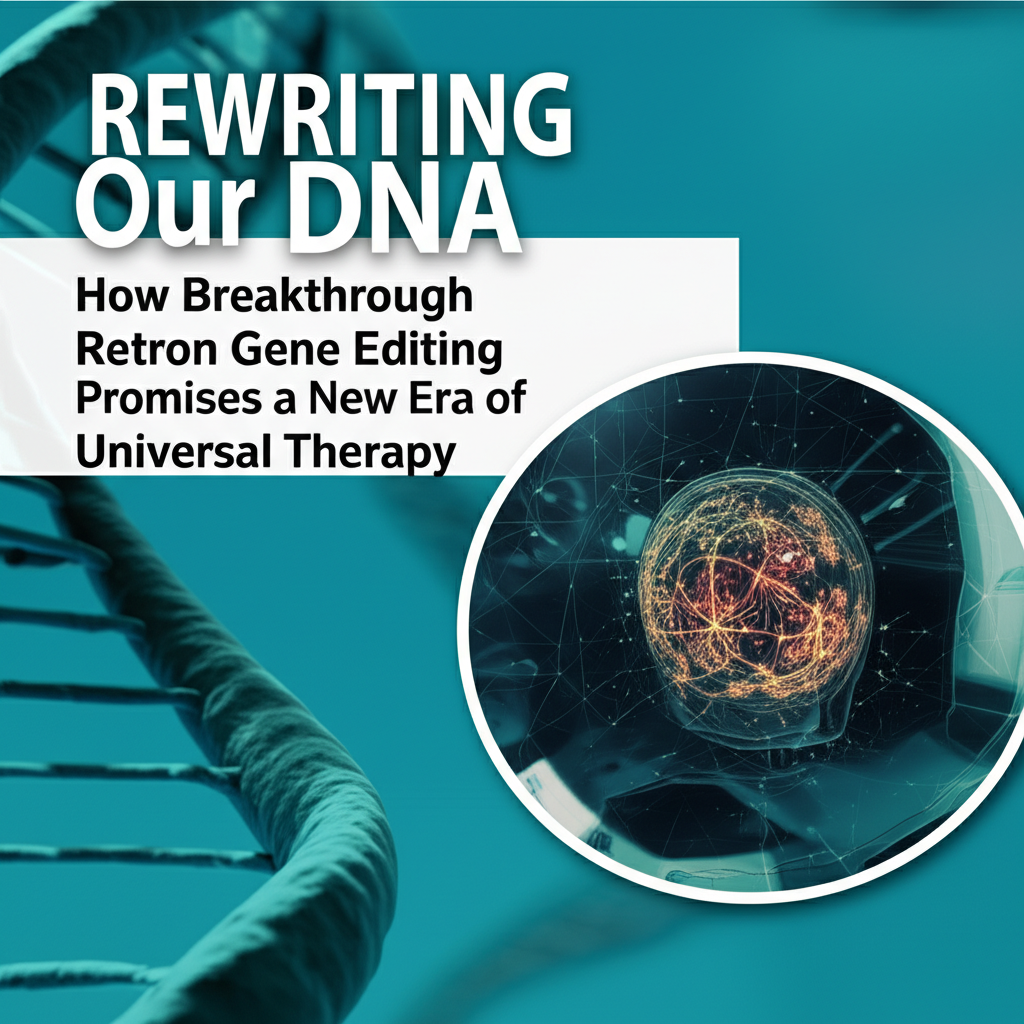 REWRITING
Our DNA
How Breakthrough
Retron Gene Editing
Promises a New Era of
Universal Therapy